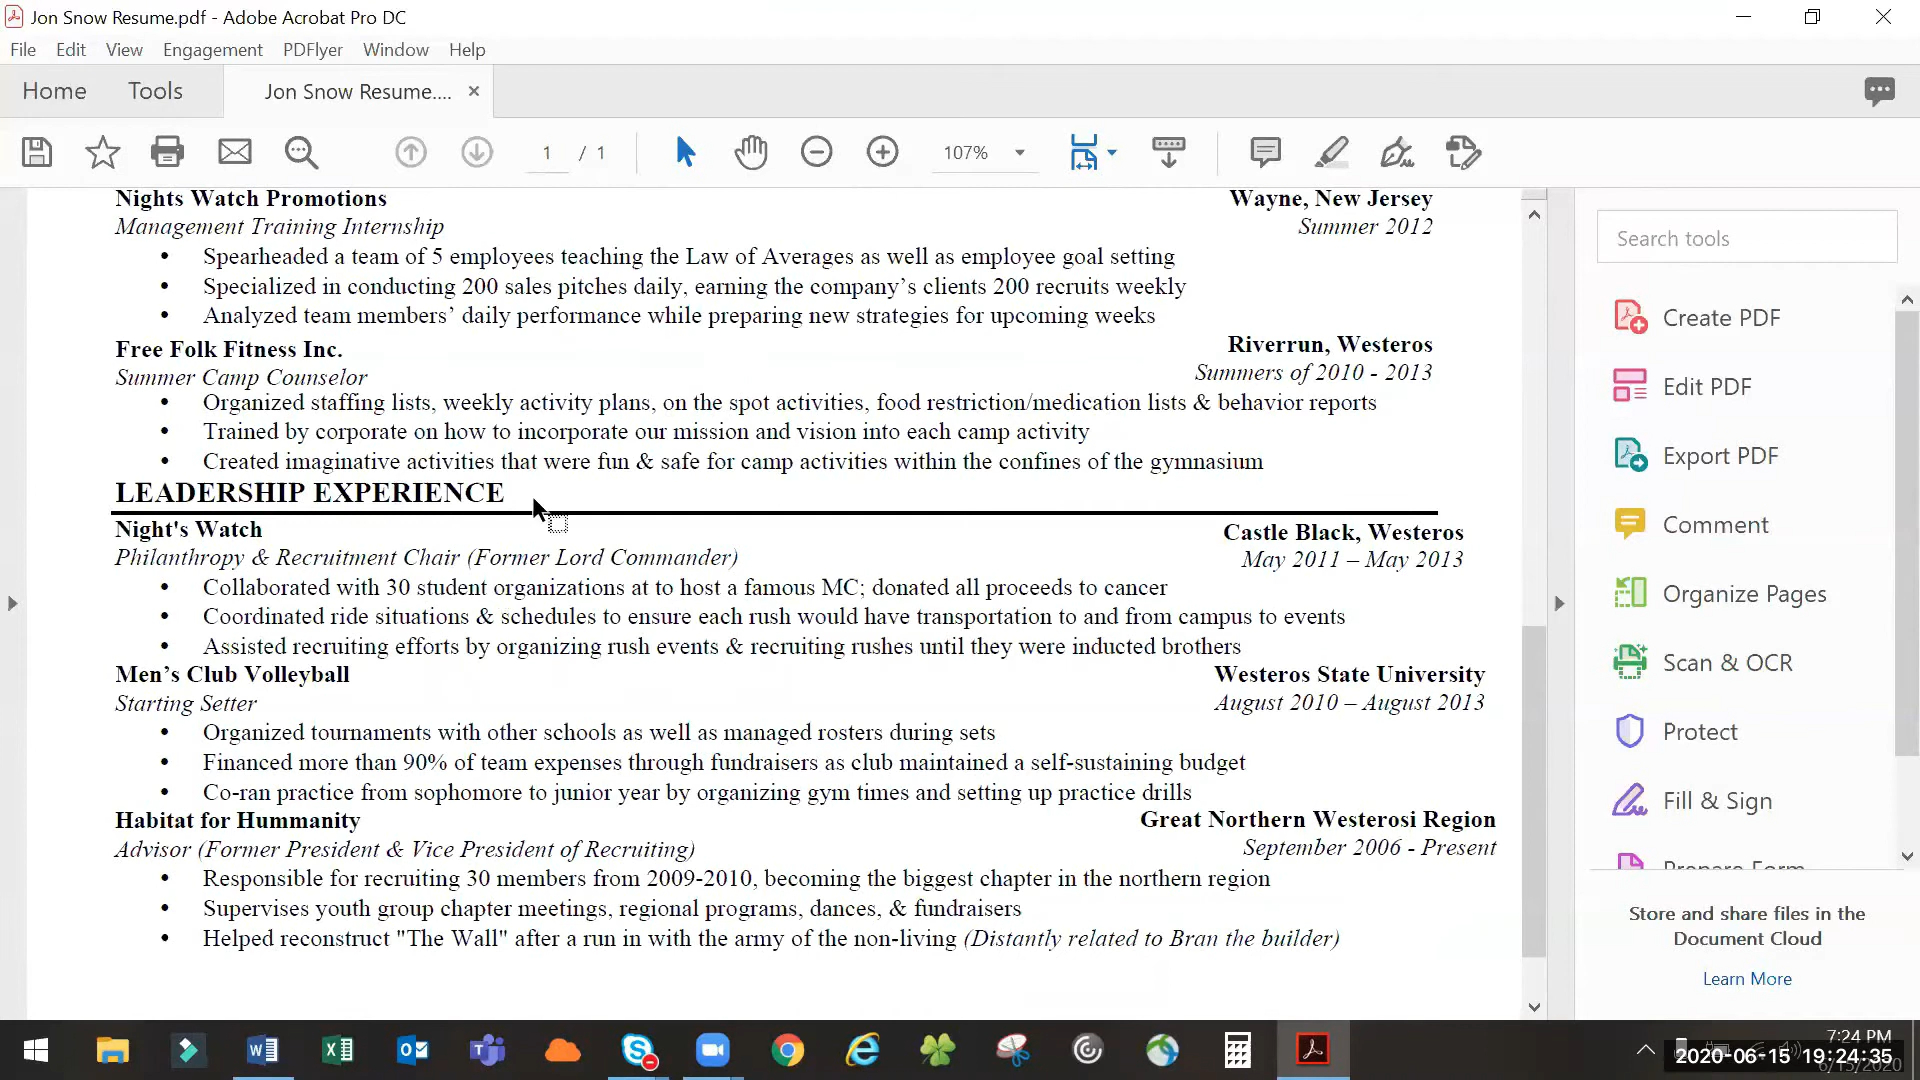 Jon Snow Resume.pdf - Adobe Acrobat Pro DC
File Edit View Engagement PDFlyer Window Help
Home Tools Jon Snow Resume....
1 / 1 107%
Nights Watch Promotions Wayne, New Jersey
Management Training Internship Summer 2012
• Spearheaded a team of 5 employees teaching the Law of Averages as well as employee goal setting
• Specialized in conducting 200 sales pitches daily, earning the company’s clients 200 recruits weekly
• Analyzed team members’ daily performance while preparing new strategies for upcoming weeks
Free Folk Fitness Inc. Riverrun, Westeros
Summer Camp Counselor Summers of 2010 - 2013
• Organized staffing lists, weekly activity plans, on the spot activities, food restriction/medication lists & behavior reports
• Trained by corporate on how to incorporate our mission and vision into each camp activity
• Created imaginative activities that were fun & safe for camp activities within the confines of the gymnasium
LEADERSHIP EXPERIENCE
Night's Watch Castle Black, Westeros
Philanthropy & Recruitment Chair (Former Lord Commander) May 2011 – May 2013
• Collaborated with 30 student organizations at to host a famous MC; donated all proceeds to cancer
• Coordinated ride situations & schedules to ensure each rush would have transportation to and from campus to events
• Assisted recruiting efforts by organizing rush events & recruiting rushes until they were inducted brothers
Men’s Club Volleyball Westeros State University
Starting Setter August 2010 – August 2013
• Organized tournaments with other schools as well as managed rosters during sets
• Financed more than 90% of team expenses through fundraisers as club maintained a self-sustaining budget
• Co-ran practice from sophomore to junior year by organizing gym times and setting up practice drills
Habitat for Hummanity Great Northern Westerosi Region
Advisor (Former President & Vice President of Recruiting) September 2006 - Present
• Responsible for recruiting 30 members from 2009-2010, becoming the biggest chapter in the northern region
• Supervises youth group chapter meetings, regional programs, dances, & fundraisers
• Helped reconstruct "The Wall" after a run in with the army of the non-living (Distantly related to Bran the builder)
Search tools
Create PDF
Edit PDF
Export PDF
Comment
Organize Pages
Scan & OCR
Protect
Fill & Sign
Prepare Form
Store and share files in the
Document Cloud
Learn More
7:24 PM
2020-06-15 19:24:35
6/15/2020